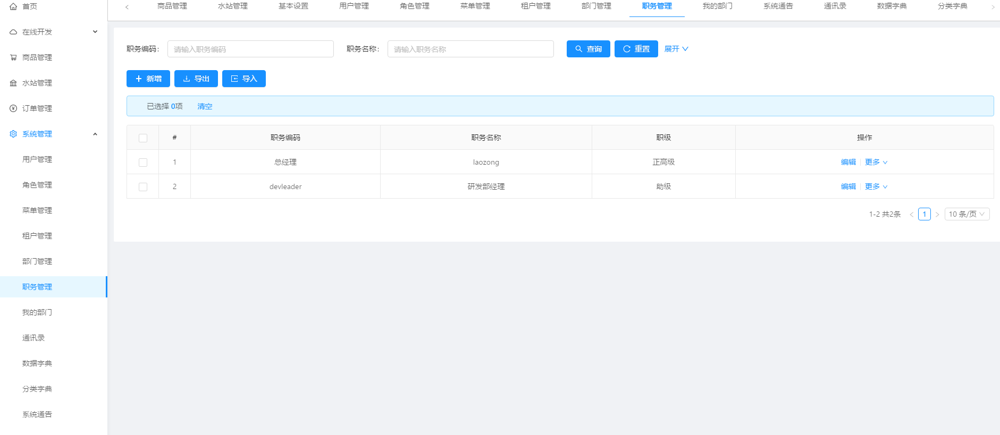 首页
在线开发
商品管理
水站管理
订单管理
系统管理
用户管理
角色管理
菜单管理
租户管理
部门管理
职务管理
我的部门
通讯录
数据字典
分类字典
系统通告
商品管理 水站管理 基本设置 用户管理 角色管理 菜单管理 租户管理 部门管理 职务管理 我的部门 系统通告 通讯录 数据字典 分类字典
职务编码： 请输入职务编码 职务名称： 请输入职务名称 查询 重置 展开
新增 导出 导入
已选择 0项 清空
# 职务编码 职务名称 职级 操作
1 总经理 laozong 正高级 编辑 更多
2 devleader 研发部经理 助级 编辑 更多
1-2 共2条 < 1 > 10 条/页